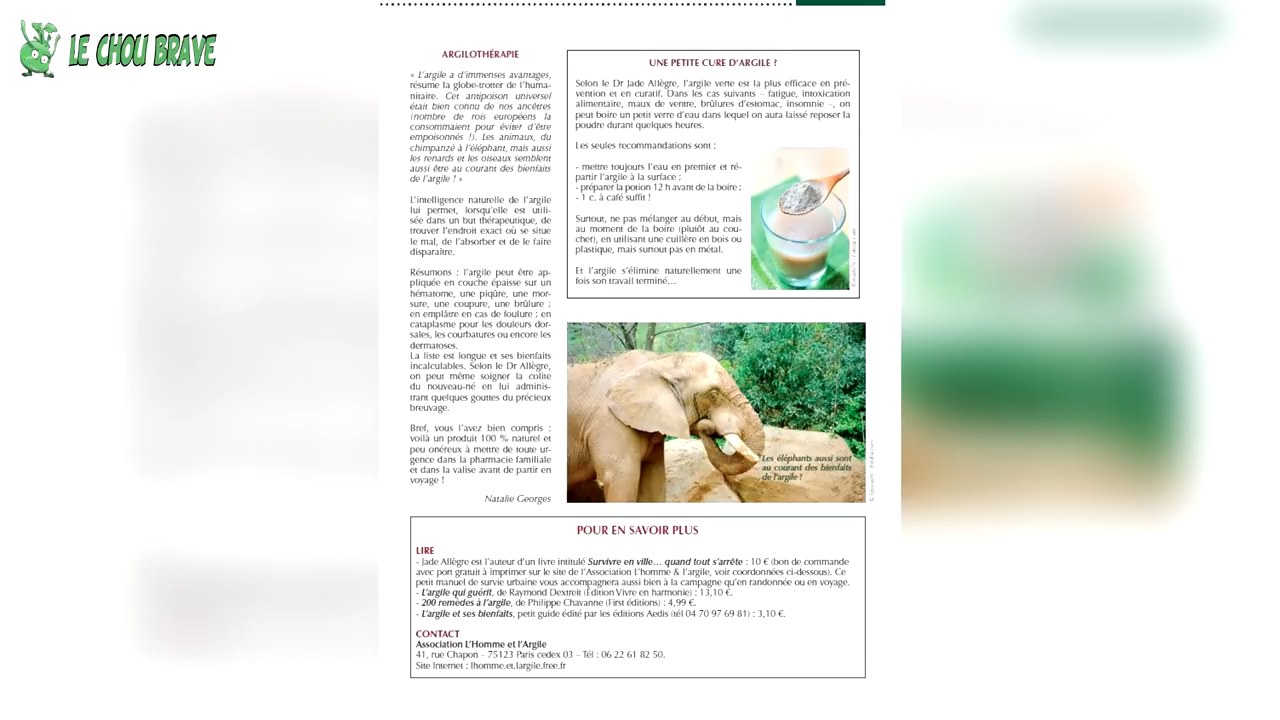 LE CHOU BRAVE
ARGILOTHÉRAPIE
« L'argile a d'immenses avantages,
résume la globe-trotter de l'huma-
nitaire. Cet antipoison universel
était bien connu de nos ancêtres
(nombre de rois européens la
consommaient pour éviter d'être
empoisonnés !). Les animaux, du
chimpanzé à l'éléphant, mais aussi
les renards et les oiseaux semblent
aussi être au courant des bienfaits
de l'argile ! »
L'intelligence naturelle de l'argile
lui permet, lorsqu'elle est utili-
sée dans un but thérapeutique, de
trouver l'endroit exact où se situe
le mal, de l'absorber et de le faire
disparaître.
Résumons : l'argile peut être ap-
pliquée en couche épaisse sur un
hématome, une piqûre, une mor-
sure, une coupure, une brûlure ;
en emplâtre en cas de foulure ; en
cataplasme pour les douleurs dor-
sales, les courbatures ou encore les
dermatoses.
La liste est longue et ses bienfaits
incalculables. Selon le Dr Allègre,
on peut même soigner la colite
du nouveau-né en lui adminis-
trant quelques gouttes du précieux
breuvage.
Bref, vous l'avez bien compris :
voilà un produit 100 % naturel et
peu onéreux à mettre de toute ur-
gence dans la pharmacie familiale
et dans la valise avant de partir en
voyage !
Natalie Georges
UNE PETITE CURE D'ARGILE ?
Selon le Dr Jade Allègre, l'argile verte est la plus efficace en pré-
vention et en curatif. Dans les cas suivants – fatigue, intoxication
alimentaire, maux de ventre, brûlures d'estomac, insomnie –, on
peut boire un petit verre d'eau dans lequel on aura laissé reposer la
poudre durant quelques heures.
Les seules recommandations sont :
- mettre toujours l'eau en premier et ré-
partir l'argile à la surface ;
- préparer la potion 12 h avant de la boire ;
- 1 c. à café suffit !
Surtout, ne pas mélanger au début, mais
au moment de la boire (plutôt au cou-
cher), en utilisant une cuillère en bois ou
plastique, mais surtout pas en métal.
Et l'argile s'élimine naturellement une
fois son travail terminé...
Les éléphants aussi sont
au courant des bienfaits
de l'argile !
POUR EN SAVOIR PLUS
LIRE
- Jade Allègre est l'auteur d'un livre intitulé Survivre en ville... quand tout s'arrête : 10 € (bon de commande
avec port gratuit à imprimer sur le site de l'Association L'homme & l'argile, voir coordonnées ci-dessous). Ce
petit manuel de survie urbaine vous accompagnera aussi bien à la campagne qu'en randonnée ou en voyage.
- L'argile qui guérit, de Raymond Dextreit (Édition Vivre en harmonie) : 13,10 €.
- 200 remèdes à l'argile, de Philippe Chavanne (First éditions) : 4,99 €.
- L'argile et ses bienfaits, petit guide édité par les éditions Aedis (tél 04 70 97 69 81) : 3,10 €.
CONTACT
Association L'Homme et l'Argile
41, rue Chapon – 75123 Paris cedex 03 – Tél : 06 22 61 82 50.
Site Internet : lhomme.et.largile.free.fr